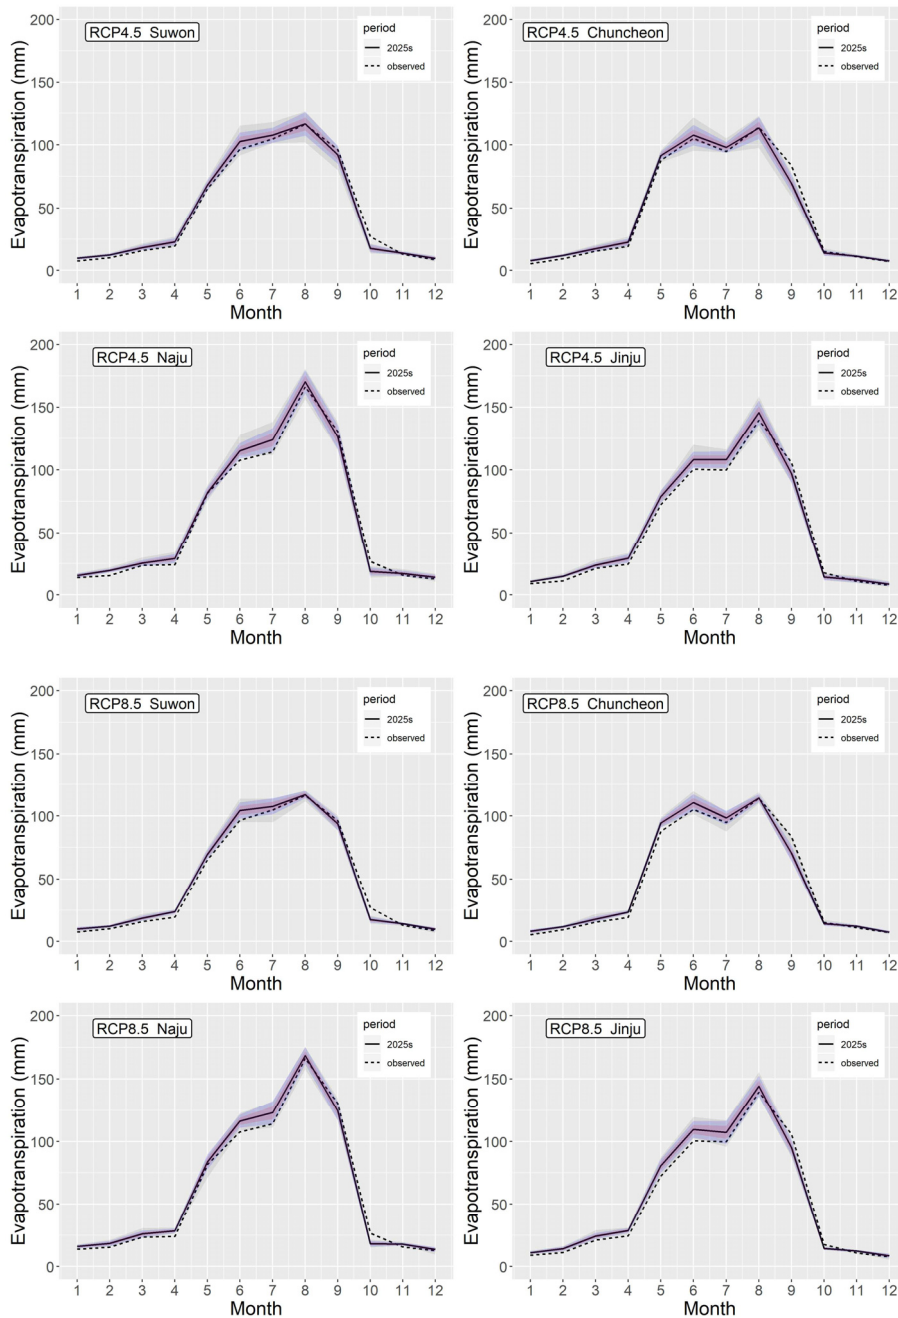 RCP4.5 Suwon
period
2025s
observed
Evapotranspiration (mm)
200
150
100
50
0
1 2 3 4 5 6 7 8 9 10 11 12
Month
RCP4.5 Chuncheon
period
2025s
observed
Evapotranspiration (mm)
200
150
100
50
0
1 2 3 4 5 6 7 8 9 10 11 12
Month
RCP4.5 Naju
period
2025s
observed
Evapotranspiration (mm)
200
150
100
50
0
1 2 3 4 5 6 7 8 9 10 11 12
Month
RCP4.5 Jinju
period
2025s
observed
Evapotranspiration (mm)
200
150
100
50
0
1 2 3 4 5 6 7 8 9 10 11 12
Month
RCP8.5 Suwon
period
2025s
observed
Evapotranspiration (mm)
200
150
100
50
0
1 2 3 4 5 6 7 8 9 10 11 12
Month
RCP8.5 Chuncheon
period
2025s
observed
Evapotranspiration (mm)
200
150
100
50
0
1 2 3 4 5 6 7 8 9 10 11 12
Month
RCP8.5 Naju
period
2025s
observed
Evapotranspiration (mm)
200
150
100
50
0
1 2 3 4 5 6 7 8 9 10 11 12
Month
RCP8.5 Jinju
period
2025s
observed
Evapotranspiration (mm)
200
150
100
50
0
1 2 3 4 5 6 7 8 9 10 11 12
Month